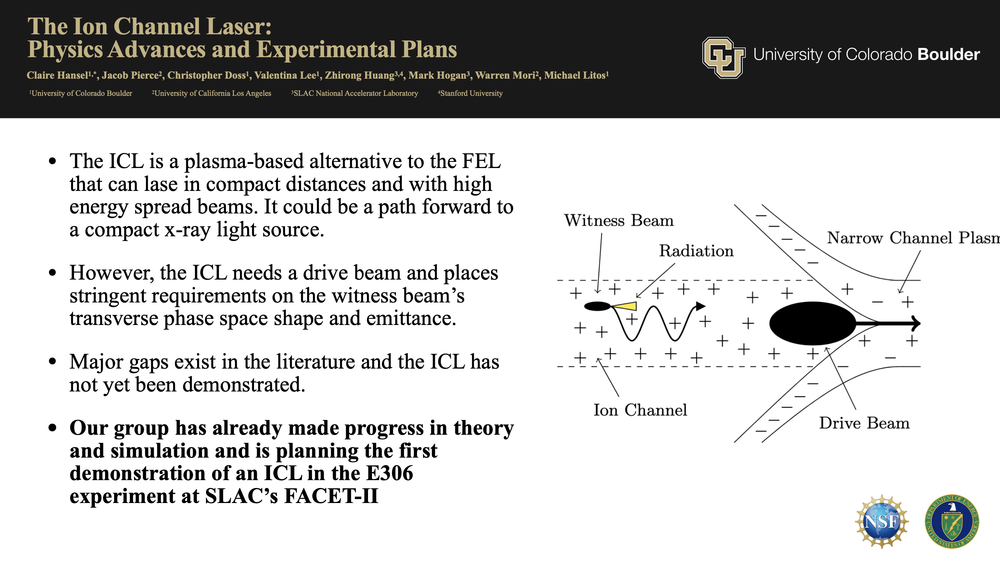 The Ion Channel Laser:
Physics Advances and Experimental Plans
Claire Hansel¹,*, Jacob Pierce², Christopher Doss¹, Valentina Lee¹, Zhirong Huang³,⁴, Mark Hogan³, Warren Mori², Michael Litos¹
¹University of Colorado Boulder ²University of California Los Angeles ³SLAC National Accelerator Laboratory ⁴Stanford University
University of Colorado Boulder
• The ICL is a plasma-based alternative to the FEL
that can lase in compact distances and with high
energy spread beams. It could be a path forward to
a compact x-ray light source.
• However, the ICL needs a drive beam and places
stringent requirements on the witness beam’s
transverse phase space shape and emittance.
• Major gaps exist in the literature and the ICL has
not yet been demonstrated.
• Our group has already made progress in theory
and simulation and is planning the first
demonstration of an ICL in the E306
experiment at SLAC’s FACET-II
Witness Beam
Radiation
Narrow Channel Plasm
Ion Channel
Drive Beam
NSF
DEPARTMENT OF ENERGY
UNITED STATES OF AMERICA